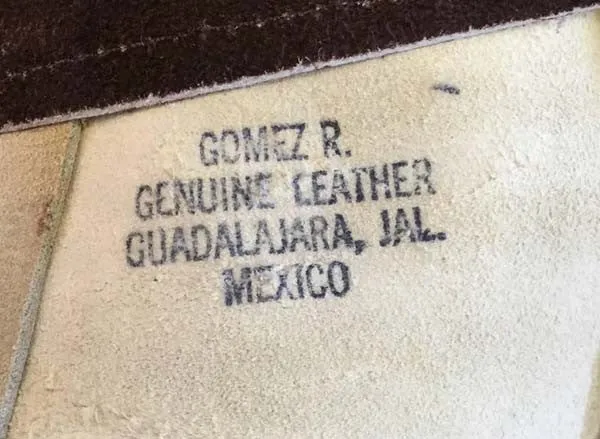 GOMEZ R.
GENUINE LEATHER
GUADALAJARA, JAL.
MEXICO